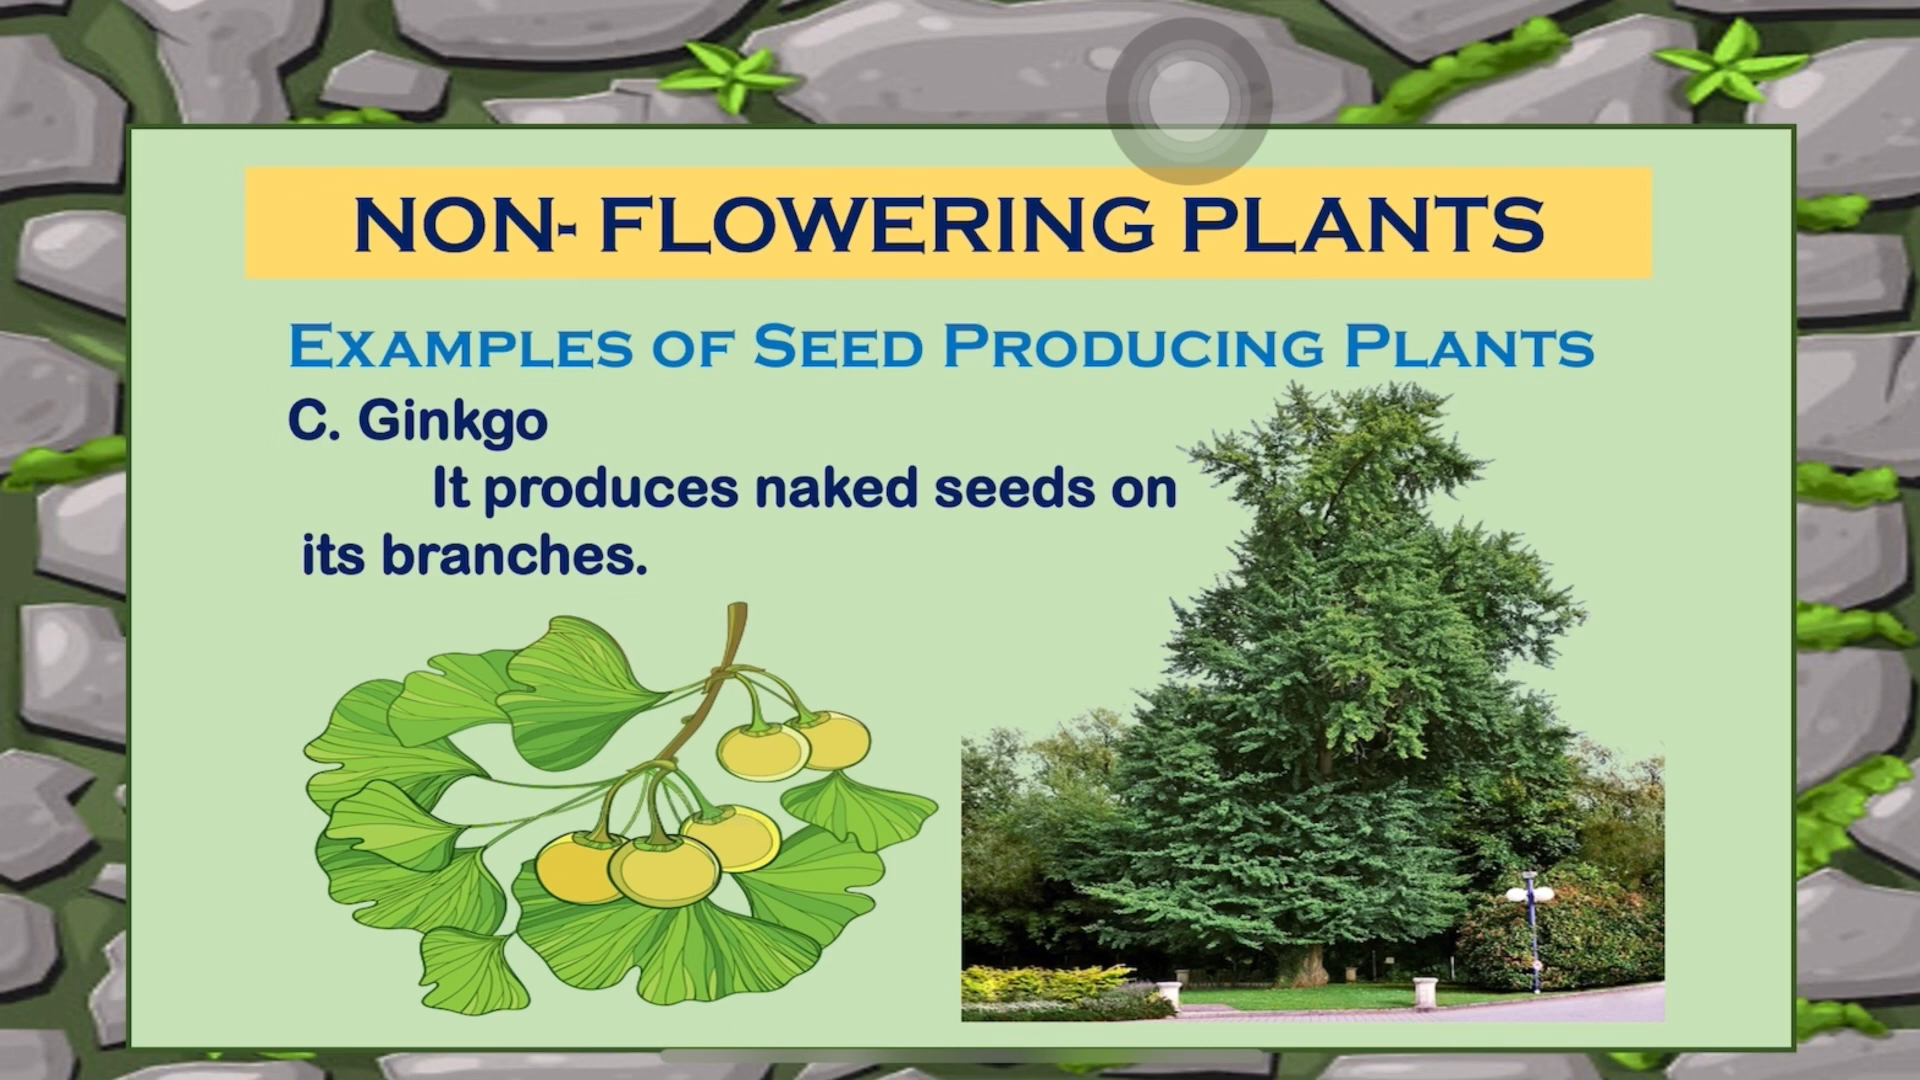 NON- FLOWERING PLANTS
EXAMPLES OF SEED PRODUCING PLANTS
C. Ginkgo
It produces naked seeds on
its branches.